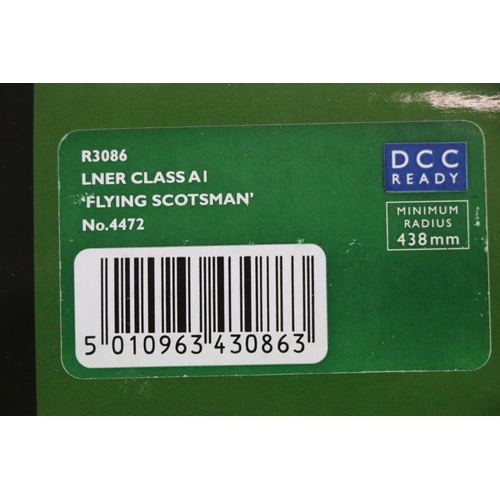 R3086
LNER CLASS A1
'FLYING SCOTSMAN'
No.4472
DCC
READY
MINIMUM
RADIUS
438mm
5 010963 430863